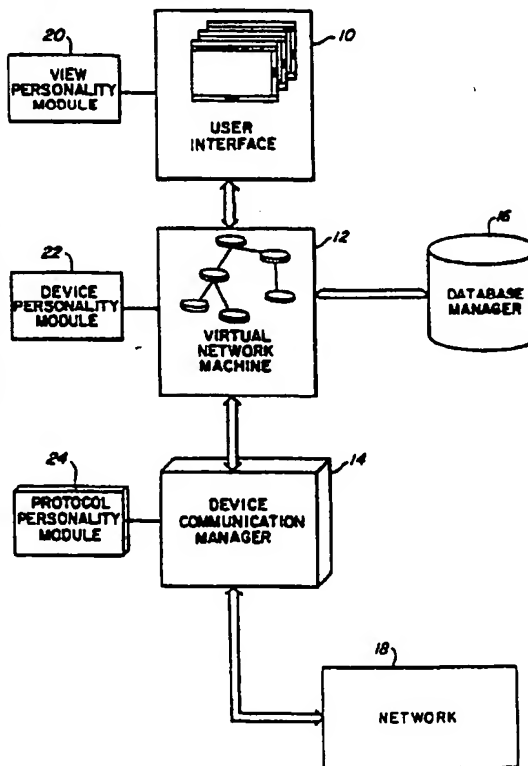 20
10
VIEW
PERSONALITY
MODULE
USER
INTERFACE
22
12
16
DEVICE
PERSONALITY
MODULE
VIRTUAL
NETWORK
MACHINE
DATABASE
MANAGER
24
14
PROTOCOL
PERSONALITY
MODULE
DEVICE
COMMUNICATION
MANAGER
18
NETWORK